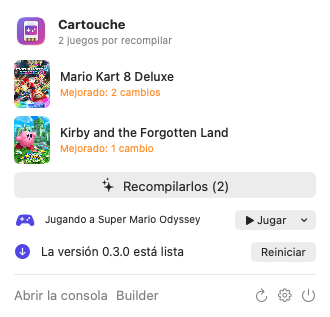 Cartouche
2 juegos por recompilar
Mario Kart 8 Deluxe
Mejorado: 2 cambios
Kirby and the Forgotten Land
Mejorado: 1 cambio
Recompilarlos (2)
Jugando a Super Mario Odyssey
Jugar
La versión 0.3.0 está lista
Reiniciar
Abrir la consola Builder